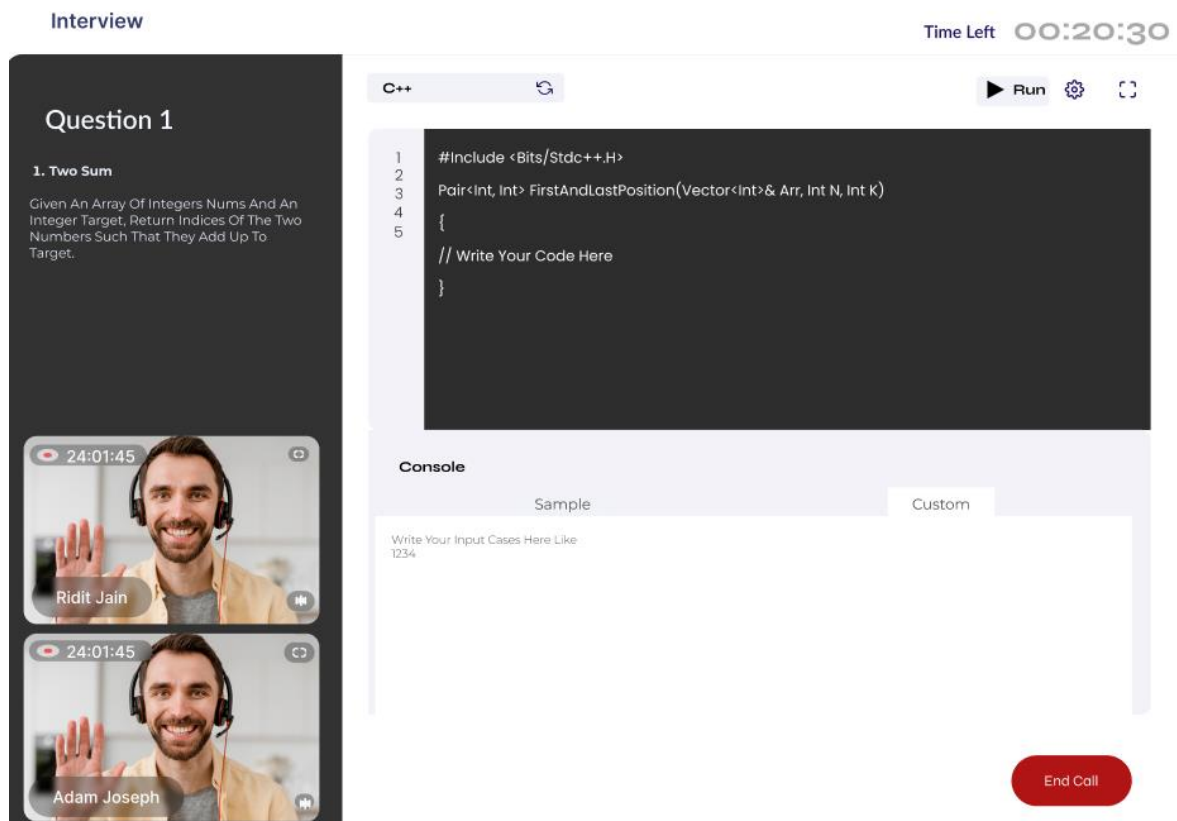 Interview
Time Left 00:20:30
Question 1
1. Two Sum
Given An Array Of Integers Nums And An
Integer Target, Return Indices Of The Two
Numbers Such That They Add Up To
Target.
24:01:45
Ridit Jain
24:01:45
Adam Joseph
C++
Run
1
2
3
4
5
#Include <Bits/Stdc++.H>
Pair<Int, Int> FirstAndLastPosition(Vector<Int>& Arr, Int N, Int K)
{
// Write Your Code Here
}
Console
Sample
Custom
Write Your Input Cases Here Like
1234
End Call